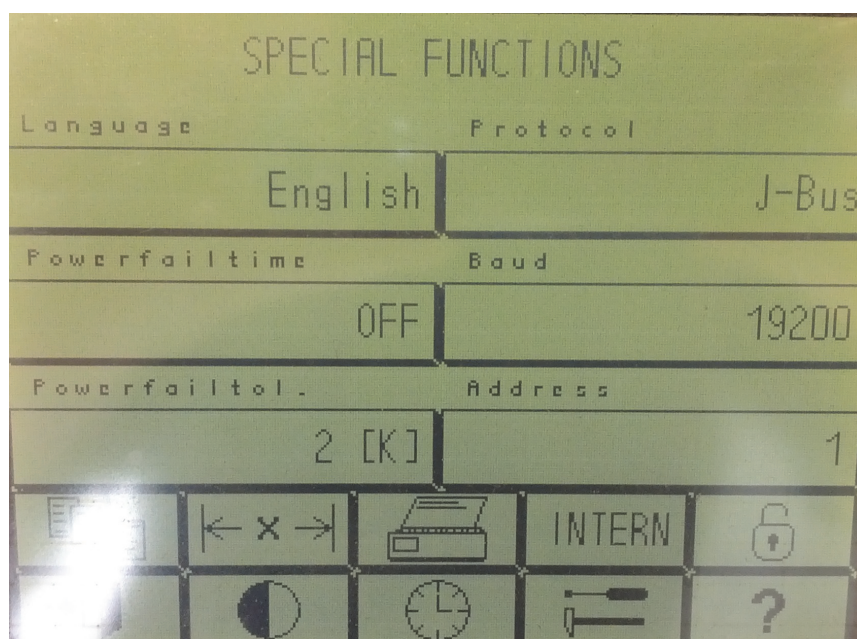 SPECIAL FUNCTIONS
Language
Protocol
English
J-Bus
Powerfailtime
Baud
OFF
19200
Powerfailtol.
Address
2 [K]
1
x
INTERN
?